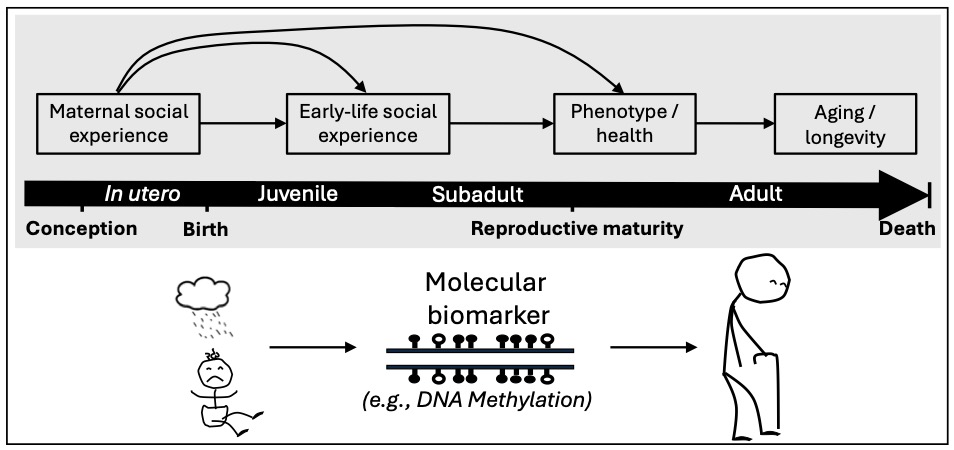 Maternal social
experience
Early-life social
experience
Phenotype /
health
Aging /
longevity
In utero
Juvenile
Subadult
Adult
Conception
Birth
Reproductive maturity
Death
Molecular
biomarker
(e.g., DNA Methylation)